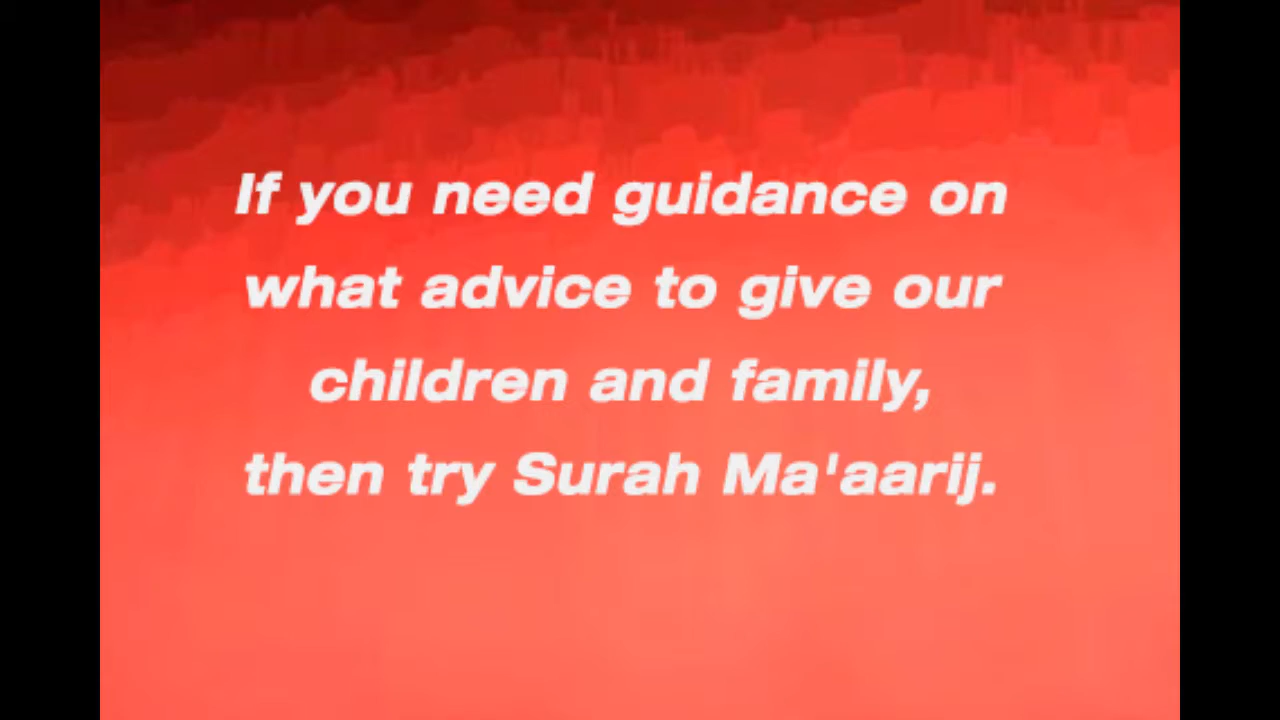 If you need guidance on
what advice to give our
children and family,
then try Surah Ma'aarij.